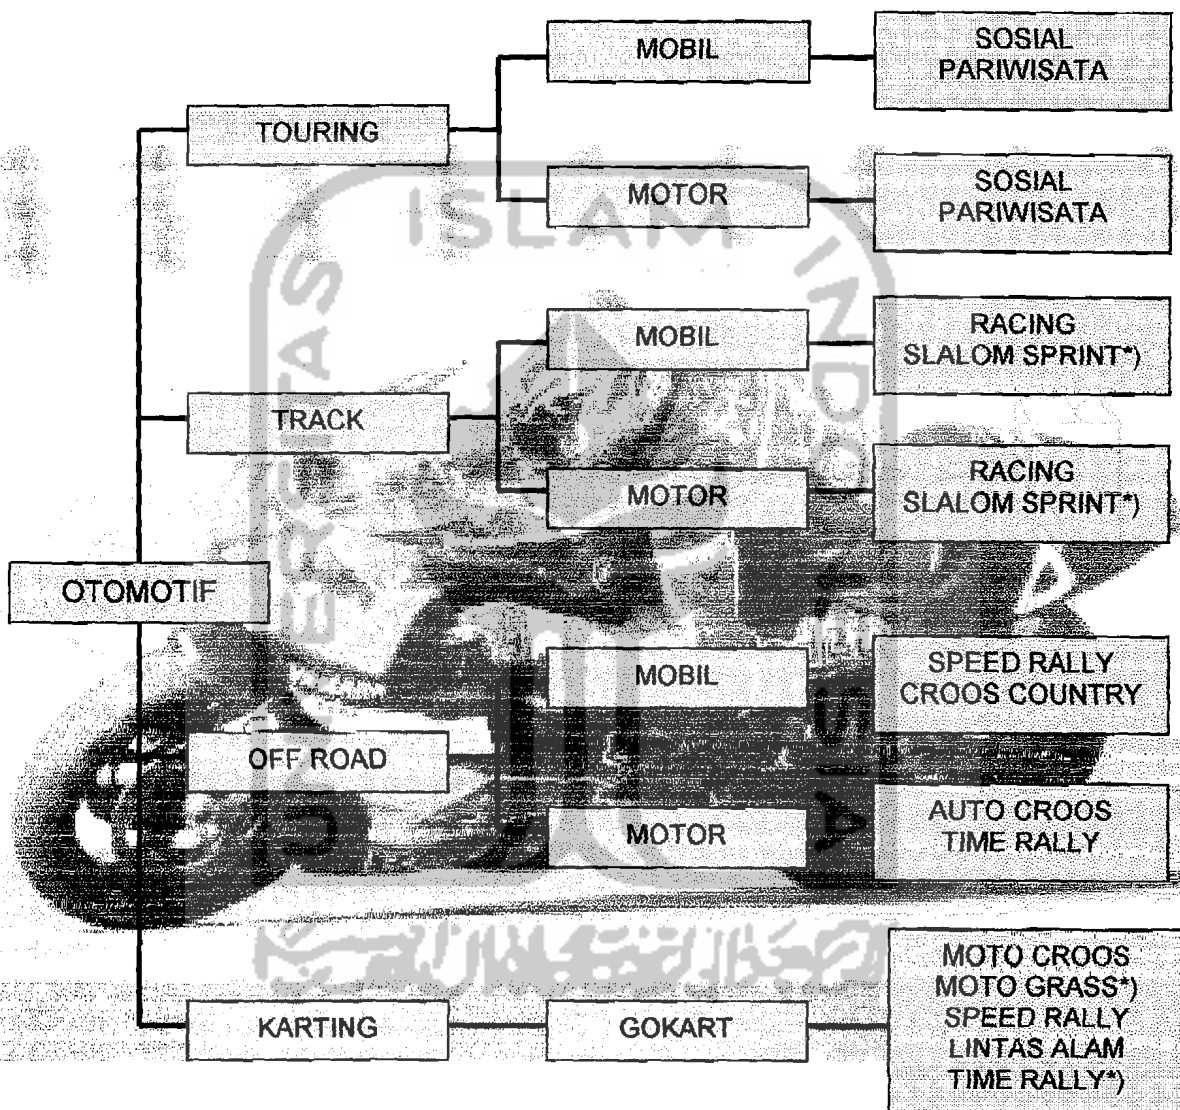 MOBIL
SOSIAL
PARIWISATA
TOURING
MOTOR
SOSIAL
PARIWISATA
MOBIL
RACING
SLALOM SPRINT*)
TRACK
MOTOR
RACING
SLALOM SPRINT*)
OTOMOTIF
MOBIL
SPEED RALLY
CROOS COUNTRY
OFF ROAD
MOTOR
AUTO CROOS
TIME RALLY
KARTING
GOKART
MOTO CROOS
MOTO GRASS*)
SPEED RALLY
LINTAS ALAM
TIME RALLY*)
UNIVERSITAS
ISLAM
INDONESIA